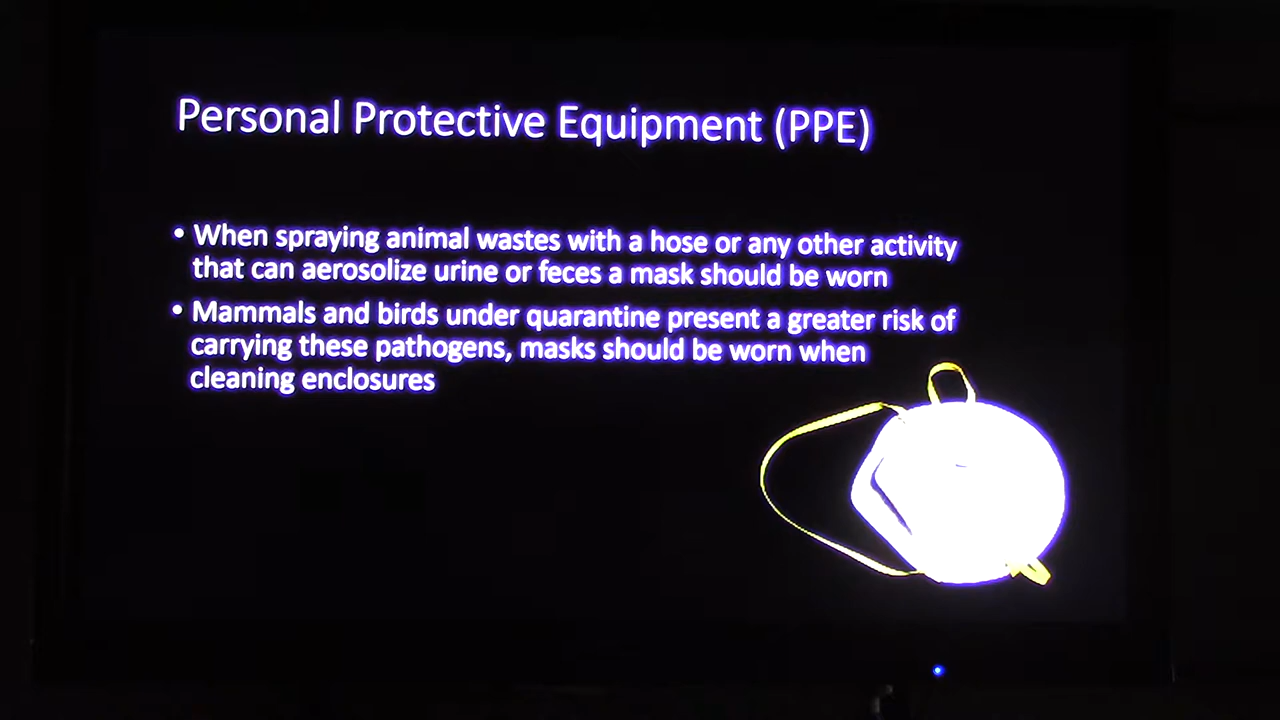 Personal Protective Equipment (PPE)
• When spraying animal wastes with a hose or any other activity
that can aerosolize urine or feces a mask should be worn
• Mammals and birds under quarantine present a greater risk of
carrying these pathogens, masks should be worn when
cleaning enclosures